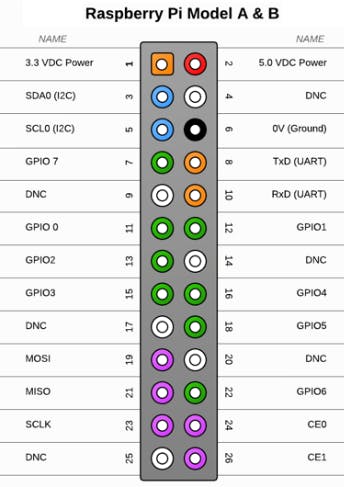 Raspberry Pi Model A & B
NAME NAME
3.3 VDC Power 1 2 5.0 VDC Power
SDA0 (I2C) 3 4 DNC
SCL0 (I2C) 5 6 0V (Ground)
GPIO 7 7 8 TxD (UART)
DNC 9 10 RxD (UART)
GPIO 0 11 12 GPIO1
GPIO2 13 14 DNC
GPIO3 15 16 GPIO4
DNC 17 18 GPIO5
MOSI 19 20 DNC
MISO 21 22 GPIO6
SCLK 23 24 CE0
DNC 25 26 CE1